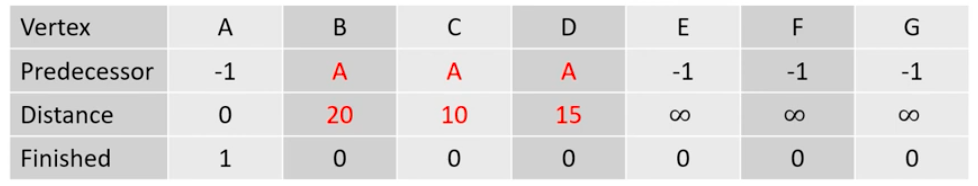 Vertex A B C D E F G
Predecessor -1 A A A -1 -1 -1
Distance 0 20 10 15 ∞ ∞ ∞
Finished 1 0 0 0 0 0 0